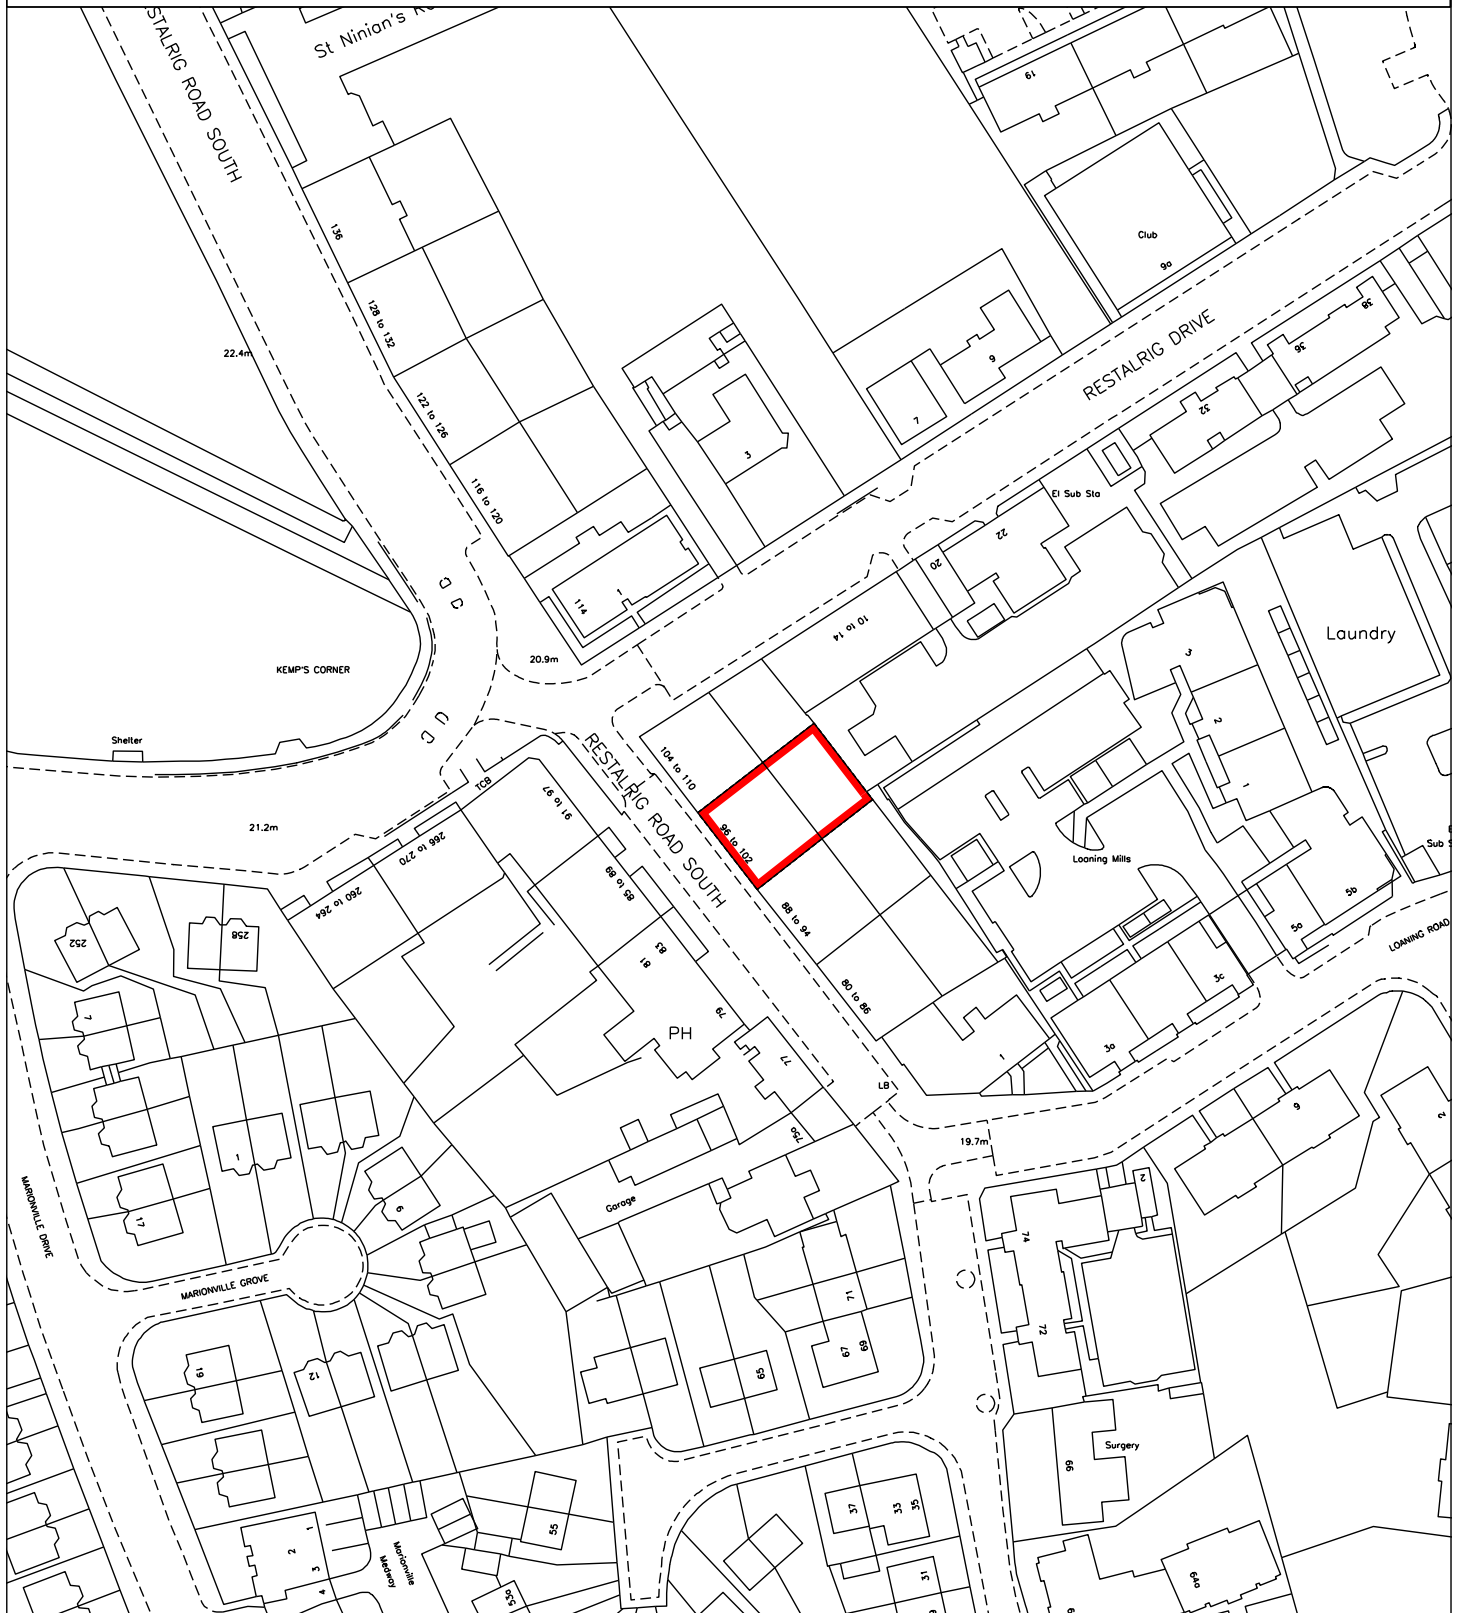 St Ninian's R
STALRIG ROAD SOUTH
19
136
Club
9a
128 to 132
22.4m
RESTALRIG DRIVE
38
36
9
7
32
122 to 126
3
116 to 120
El Sub Sta
22
20
114
10 to 14
Laundry
20.9m
KEMP'S CORNER
3
2
1
Shelter
RESTALRIG ROAD SOUTH
104 to 110
TCB
91 to 97
21.2m
266 to 270
96 to 102
Loaning Mills
Sub S
260 to 264
85 to 89
88 to 94
5b
5a
252
258
LOANING ROAD
83
81
80 to 86
3c
7
79
PH
3a
77
1
LB
9
2
75a
19.7m
1
2
MARIONVILLE DRIVE
17
9
Garage
74
MARIONVILLE GROVE
71
72
69
67
19
12
65
Surgery
66
37
33
35
55
1
2
3
4
Marionville
Medway
53a
31
64a